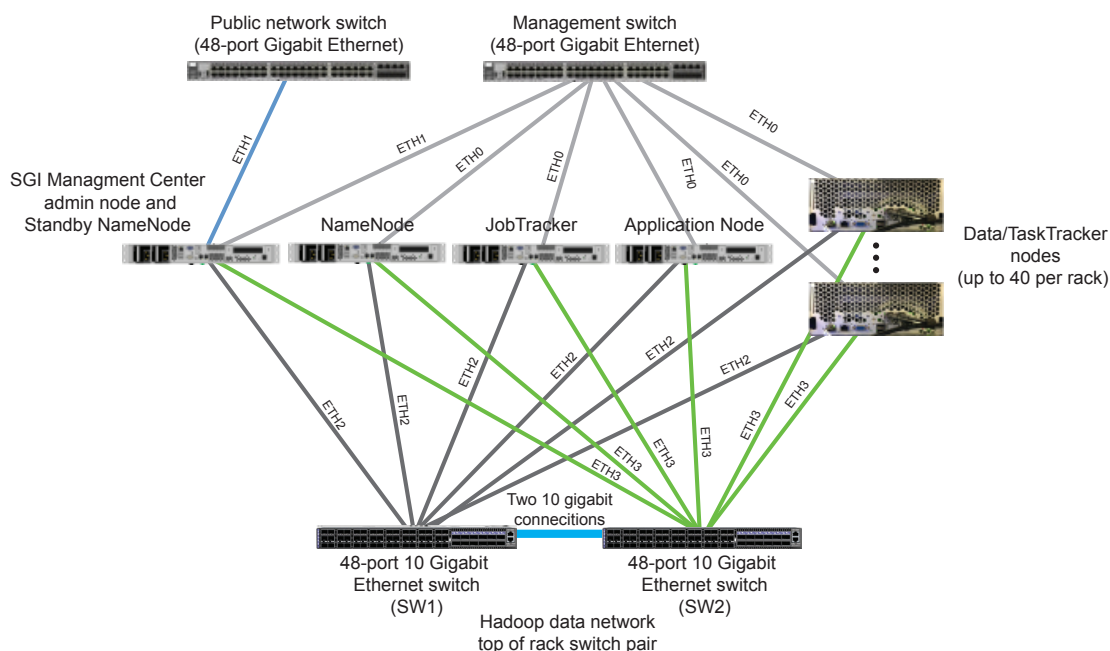 Public network switch
(48-port Gigabit Ethernet)
Management switch
(48-port Gigabit Ehternet)
ETH1
ETH1
ETH0
ETH0
ETH0
ETH0
ETH0
SGI Managment Center
admin node and
Standby NameNode
NameNode
JobTracker
Application Node
Data/TaskTracker
nodes
(up to 40 per rack)
ETH2
ETH2
ETH2
ETH2
ETH2
ETH2
ETH3
ETH3
ETH3
ETH3
ETH3
ETH3
Two 10 gigabit
connecitions
48-port 10 Gigabit
Ethernet switch
(SW1)
48-port 10 Gigabit
Ethernet switch
(SW2)
Hadoop data network
top of rack switch pair